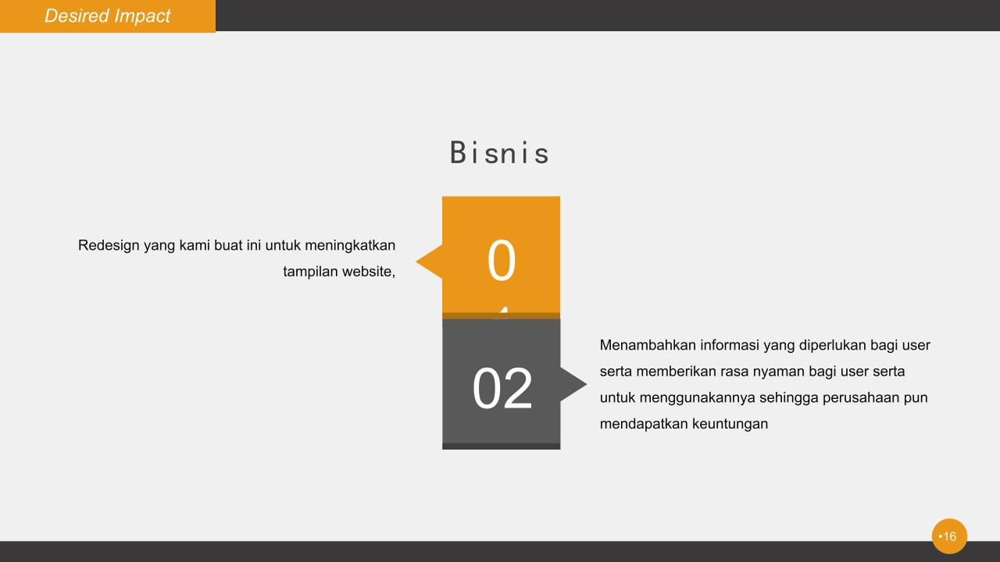 Desired Impact
Bisnis
0
Redesign yang kami buat ini untuk meningkatkan
tampilan website,
02
Menambahkan informasi yang diperlukan bagi user
serta memberikan rasa nyaman bagi user serta
untuk menggunakannya sehingga perusahaan pun
mendapatkan keuntungan
•16